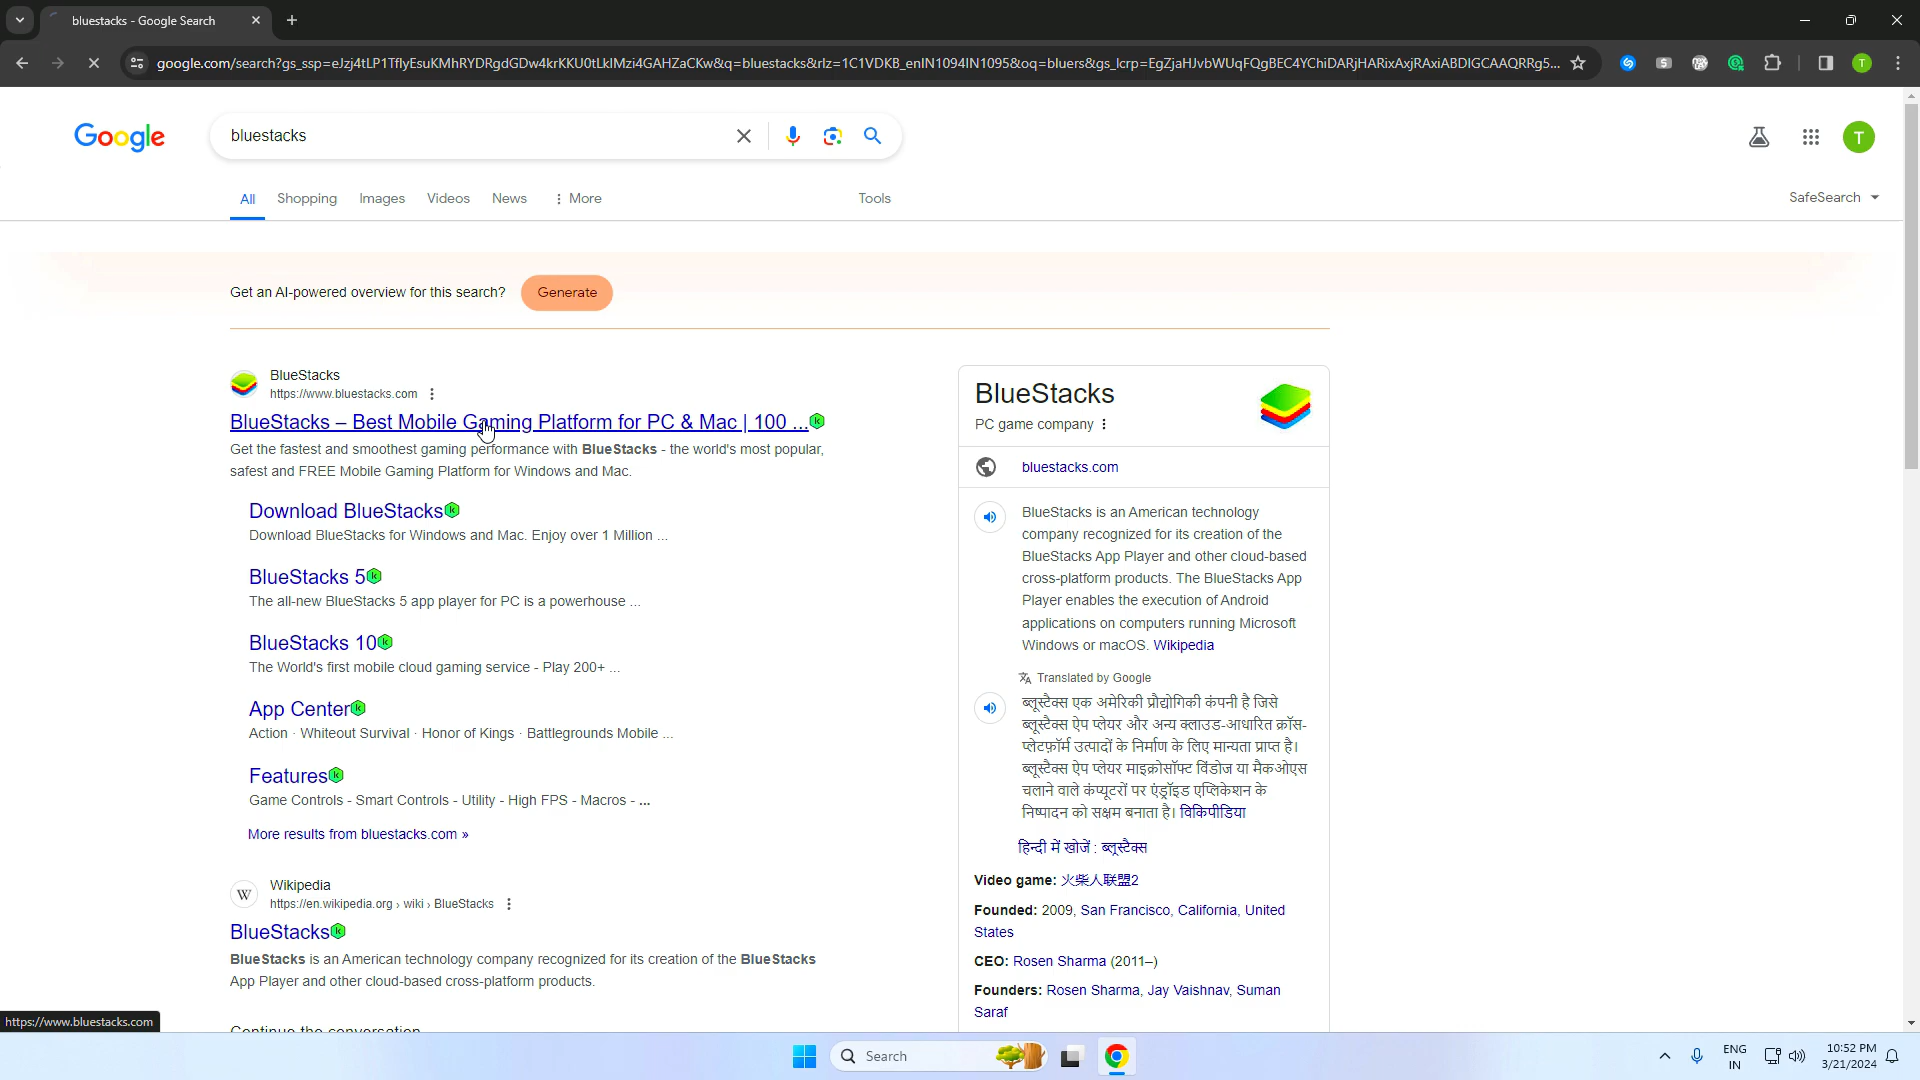 bluestacks - Google Search
google.com/search?gs_ssp=eJzj4tLP1TflyEsuKMhRYDRgdGDw4krKKU0tLkIMzi4GAHZaCKw&q=bluestacks&rlz=1C1VDKB_enIN1094IN1095&oq=bluers&gs_lcrp=EgZjaHJvbWUqFQgBEC4YChiDARjHARixAxjRAxiABDIGCAAQRRg5...
T
Google
bluestacks
T
All Shopping Images Videos News More Tools SafeSearch
Get an AI-powered overview for this search? Generate
BlueStacks
https://www.bluestacks.com
BlueStacks – Best Mobile Gaming Platform for PC & Mac | 100 ...
Get the fastest and smoothest gaming performance with BlueStacks - the world's most popular,
safest and FREE Mobile Gaming Platform for Windows and Mac.
Download BlueStacks
Download BlueStacks for Windows and Mac. Enjoy over 1 Million ...
BlueStacks 5
The all-new BlueStacks 5 app player for PC is a powerhouse ...
BlueStacks 10
The World's first mobile cloud gaming service - Play 200+ ...
App Center
Action · Whiteout Survival · Honor of Kings · Battlegrounds Mobile ...
Features
Game Controls - Smart Controls - Utility - High FPS - Macros - ...
More results from bluestacks.com »
W
Wikipedia
https://en.wikipedia.org › wiki › BlueStacks
BlueStacks
BlueStacks is an American technology company recognized for its creation of the BlueStacks
App Player and other cloud-based cross-platform products.
Continue the conversation
BlueStacks
PC game company
bluestacks.com
BlueStacks is an American technology
company recognized for its creation of the
BlueStacks App Player and other cloud-based
cross-platform products. The BlueStacks App
Player enables the execution of Android
applications on computers running Microsoft
Windows or macOS. Wikipedia
Translated by Google
ब्लूस्टैक्स एक अमेरिकी प्रौद्योगिकी कंपनी है जिसे
ब्लूस्टैक्स ऐप प्लेयर और अन्य क्लाउड-आधारित क्रॉस-
प्लेटफ़ॉर्म उत्पादों के निर्माण के लिए मान्यता प्राप्त है।
ब्लूस्टैक्स ऐप प्लेयर माइक्रोसॉफ्ट विंडोज या मैकओएस
चलाने वाले कंप्यूटरों पर एंड्रॉइड एप्लिकेशन के
निष्पादन को सक्षम बनाता है। विकिपीडिया
हिन्दी में खोजें : ब्लूस्टैक्स
Video game: 火柴人联盟2
Founded: 2009, San Francisco, California, United
States
CEO: Rosen Sharma (2011–)
Founders: Rosen Sharma, Jay Vaishnav, Suman
Saraf
https://www.bluestacks.com
Search
ENG
IN
10:52 PM
3/21/2024